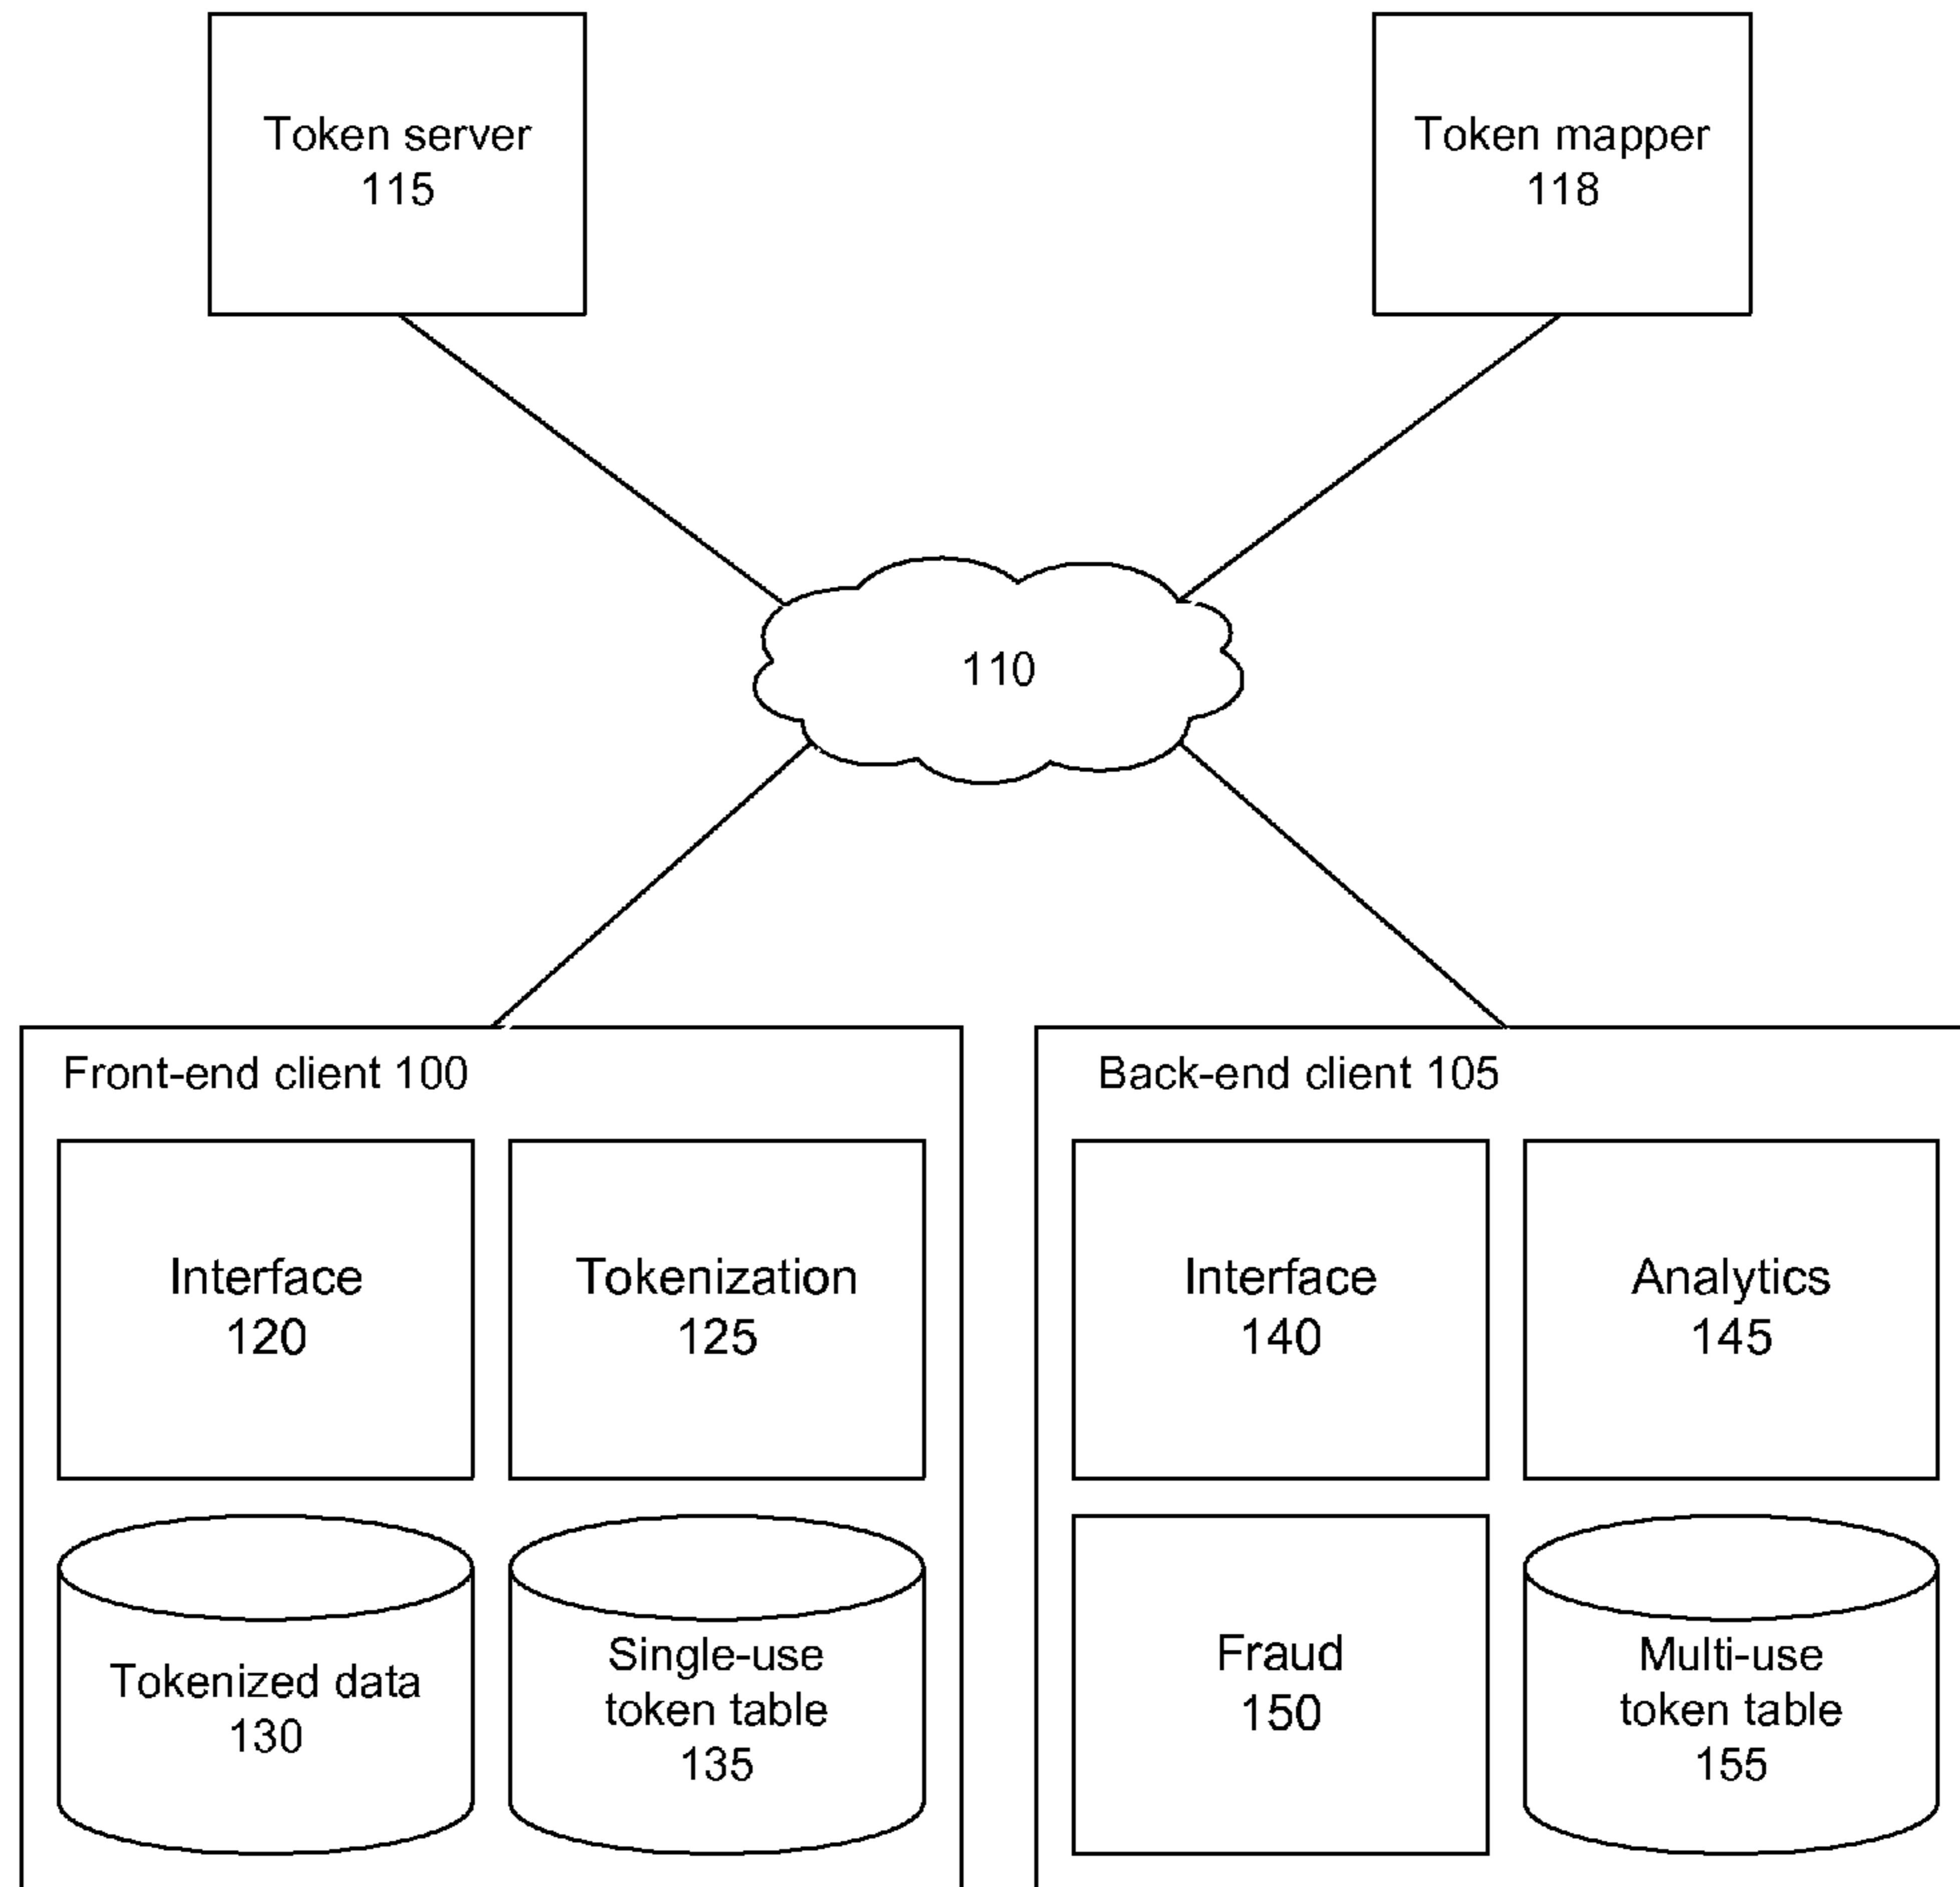 Token server
115
Token mapper
118
110
Front-end client 100
Interface
120
Tokenization
125
Tokenized data
130
Single-use
token table
135
Back-end client 105
Interface
140
Analytics
145
Fraud
150
Multi-use
token table
155